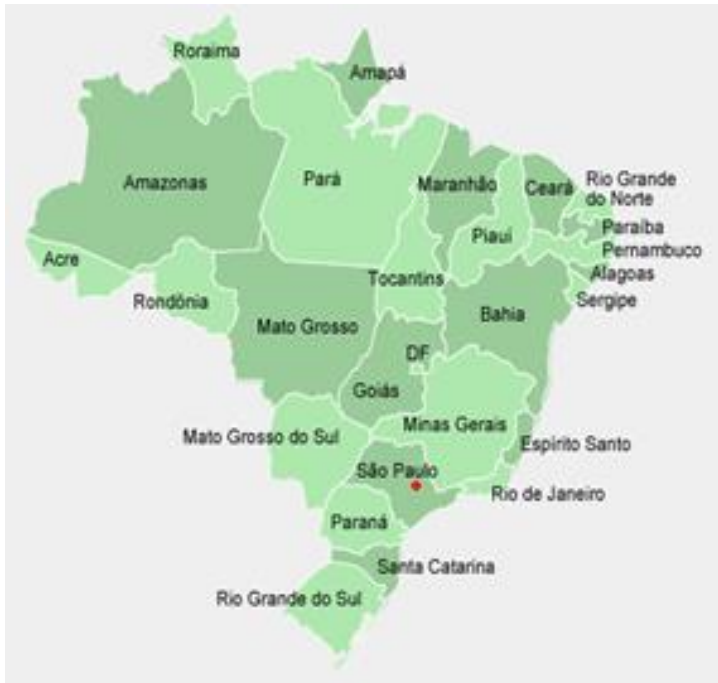 Roraima
Amapá
Amazonas
Pará
Maranhão
Ceará
Rio Grande
do Norte
Paraíba
Piauí
Pernambuco
Acre
Alagoas
Tocantins
Rondônia
Sergipe
Bahia
Mato Grosso
DF
Goiás
Minas Gerais
Mato Grosso do Sul
Espírito Santo
São Paulo
Rio de Janeiro
Paraná
Santa Catarina
Rio Grande do Sul